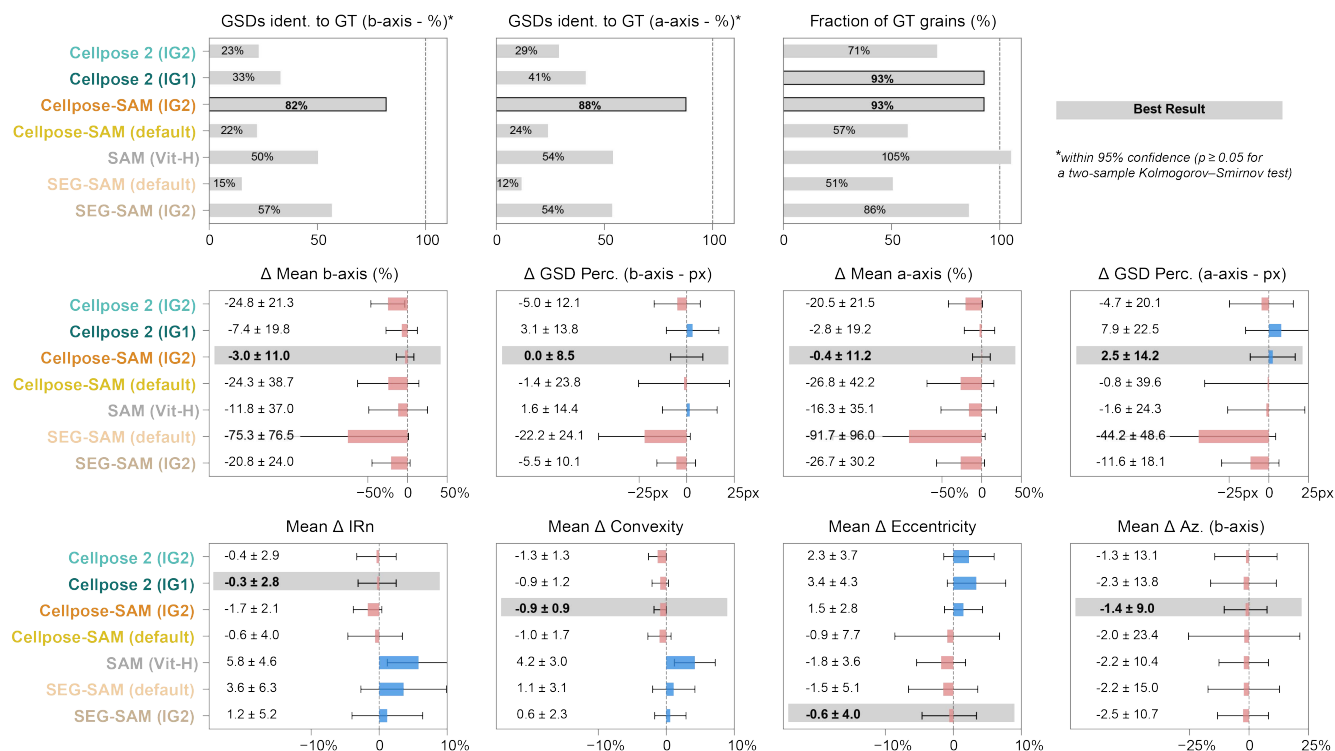 GSDs ident. to GT (b-axis - %)*
GSDs ident. to GT (a-axis - %)*
Fraction of GT grains (%)
Cellpose 2 (IG2) 23% 29% 71%
Cellpose 2 (IG1) 33% 41% 93%
Cellpose-SAM (IG2) 82% 88% 93%
Cellpose-SAM (default) 22% 24% 57%
SAM (Vit-H) 50% 54% 105%
SEG-SAM (default) 15% 12% 51%
SEG-SAM (IG2) 57% 54% 86%
0 50 100 0 50 100 0 50 100
Best Result
*within 95% confidence (p ≥ 0.05 for
a two-sample Kolmogorov–Smirnov test)
Δ Mean b-axis (%)
Δ GSD Perc. (b-axis - px)
Δ Mean a-axis (%)
Δ GSD Perc. (a-axis - px)
Cellpose 2 (IG2) -24.8 ± 21.3 -5.0 ± 12.1 -20.5 ± 21.5 -4.7 ± 20.1
Cellpose 2 (IG1) -7.4 ± 19.8 3.1 ± 13.8 -2.8 ± 19.2 7.9 ± 22.5
Cellpose-SAM (IG2) -3.0 ± 11.0 0.0 ± 8.5 -0.4 ± 11.2 2.5 ± 14.2
Cellpose-SAM (default) -24.3 ± 38.7 -1.4 ± 23.8 -26.8 ± 42.2 -0.8 ± 39.6
SAM (Vit-H) -11.8 ± 37.0 1.6 ± 14.4 -16.3 ± 35.1 -1.6 ± 24.3
SEG-SAM (default) -75.3 ± 76.5 -22.2 ± 24.1 -91.7 ± 96.0 -44.2 ± 48.6
SEG-SAM (IG2) -20.8 ± 24.0 -5.5 ± 10.1 -26.7 ± 30.2 -11.6 ± 18.1
−50% 0 50% −25px 0 25px −50% 0 50% −25px 0 25px
Mean Δ IRn
Mean Δ Convexity
Mean Δ Eccentricity
Mean Δ Az. (b-axis)
Cellpose 2 (IG2) -0.4 ± 2.9 -1.3 ± 1.3 2.3 ± 3.7 -1.3 ± 13.1
Cellpose 2 (IG1) -0.3 ± 2.8 -0.9 ± 1.2 3.4 ± 4.3 -2.3 ± 13.8
Cellpose-SAM (IG2) -1.7 ± 2.1 -0.9 ± 0.9 1.5 ± 2.8 -1.4 ± 9.0
Cellpose-SAM (default) -0.6 ± 4.0 -1.0 ± 1.7 -0.9 ± 7.7 -2.0 ± 23.4
SAM (Vit-H) 5.8 ± 4.6 4.2 ± 3.0 -1.8 ± 3.6 -2.2 ± 10.4
SEG-SAM (default) 3.6 ± 6.3 1.1 ± 3.1 -1.5 ± 5.1 -2.2 ± 15.0
SEG-SAM (IG2) 1.2 ± 5.2 0.6 ± 2.3 -0.6 ± 4.0 -2.5 ± 10.7
−10% 0 10% −10% 0 10% −10% 0 10% −25% 0 25%